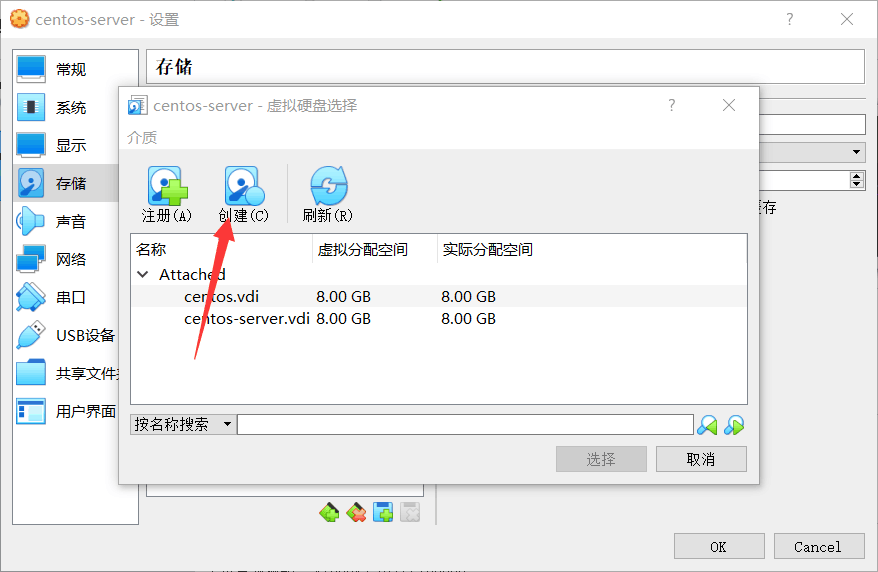 centos-server - 设置
常规
系统
显示
存储
声音
网络
串口
USB设备
共享文件
用户界面
存储
centos-server - 虚拟硬盘选择
介质
注册(A) 创建(C) 刷新(R)
名称 虚拟分配空间 实际分配空间
Attached
centos.vdi 8.00 GB 8.00 GB
centos-server.vdi 8.00 GB 8.00 GB
按名称搜索
选择 取消
存
OK Cancel